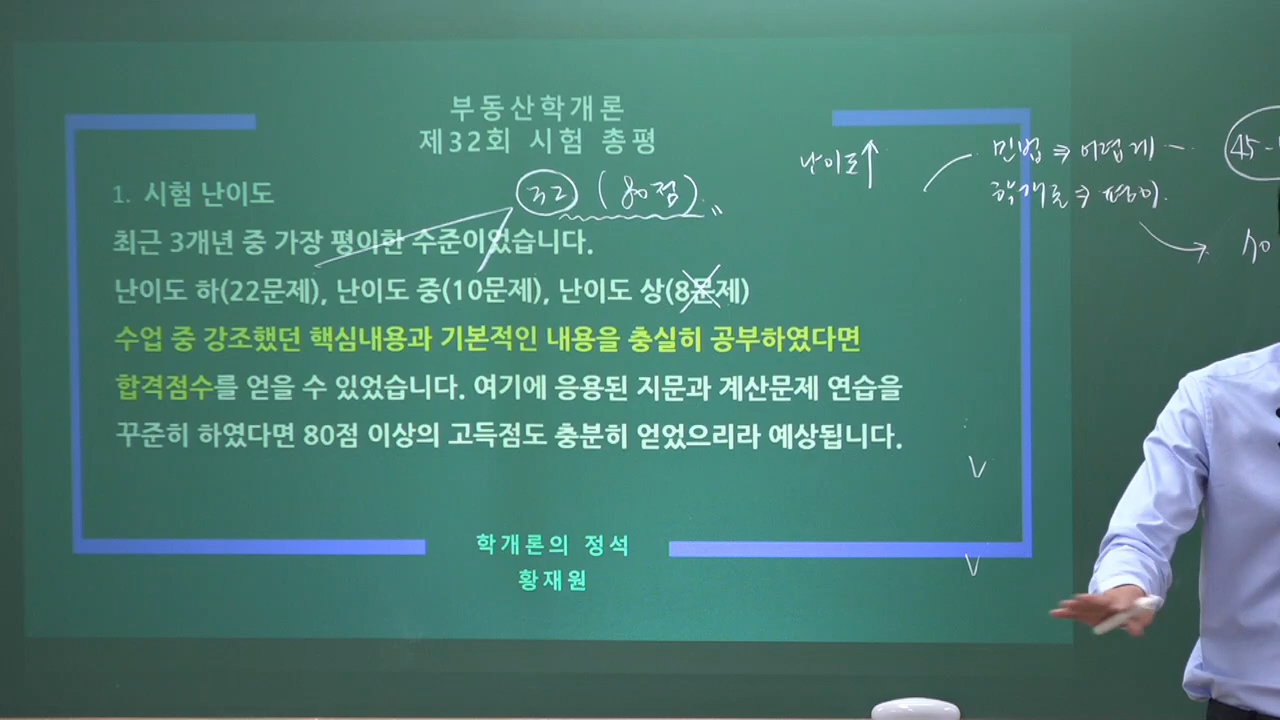 부동산학개론
제32회 시험 총평
1. 시험 난이도
32 (80점)
최근 3개년 중 가장 평이한 수준이었습니다.
난이도 하(22문제), 난이도 중(10문제), 난이도 상(8문제)
수업 중 강조했던 핵심내용과 기본적인 내용을 충실히 공부하였다면
합격점수를 얻을 수 있었습니다. 여기에 응용된 지문과 계산문제 연습을
꾸준히 하였다면 80점 이상의 고득점도 충분히 얻었으리라 예상됩니다.
학개론의 정석
황재원
난이도 ↑
민법 ⇒ 어렵게 -
학개론 ⇒ 평이.
45-
V
V